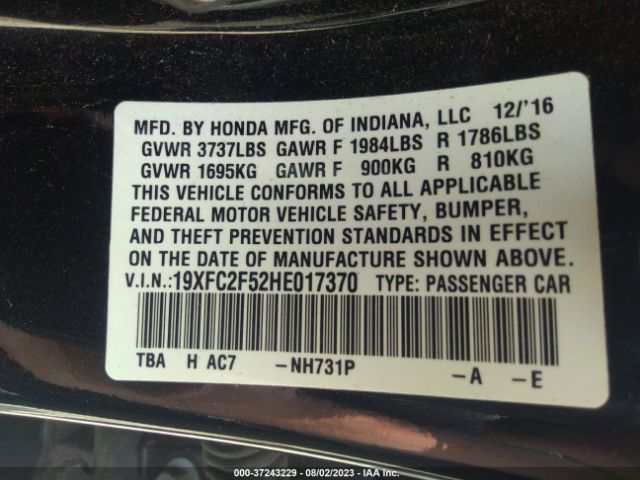 MFD. BY HONDA MFG. OF INDIANA, LLC 12/'16
GVWR 3737LBS GAWR F 1984LBS R 1786LBS
GVWR 1695KG GAWR F 900KG R 810KG
THIS VEHICLE CONFORMS TO ALL APPLICABLE
FEDERAL MOTOR VEHICLE SAFETY, BUMPER,
AND THEFT PREVENTION STANDARDS IN EFFECT
ON THE DATE OF MANUFACTURE SHOWN ABOVE.
V.I.N.:19XFC2F52HE017370 TYPE: PASSENGER CAR
TBA H AC7 -NH731P -A -E
000-37243229 - 08/02/2023 - IAA Inc.